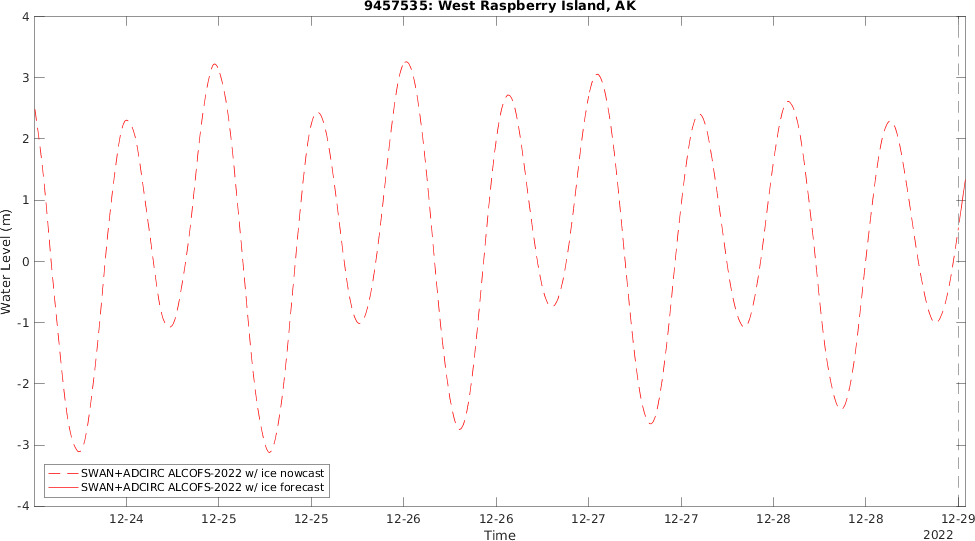 9457535: West Raspberry Island, AK
Water Level (m)
4
3
2
1
0
-1
-2
-3
-4
SWAN+ADCIRC ALCOFS-2022 w/ ice nowcast
SWAN+ADCIRC ALCOFS-2022 w/ ice forecast
12-24 12-25 12-25 12-26 12-26 12-27 12-27 12-28 12-28 12-29
Time
2022